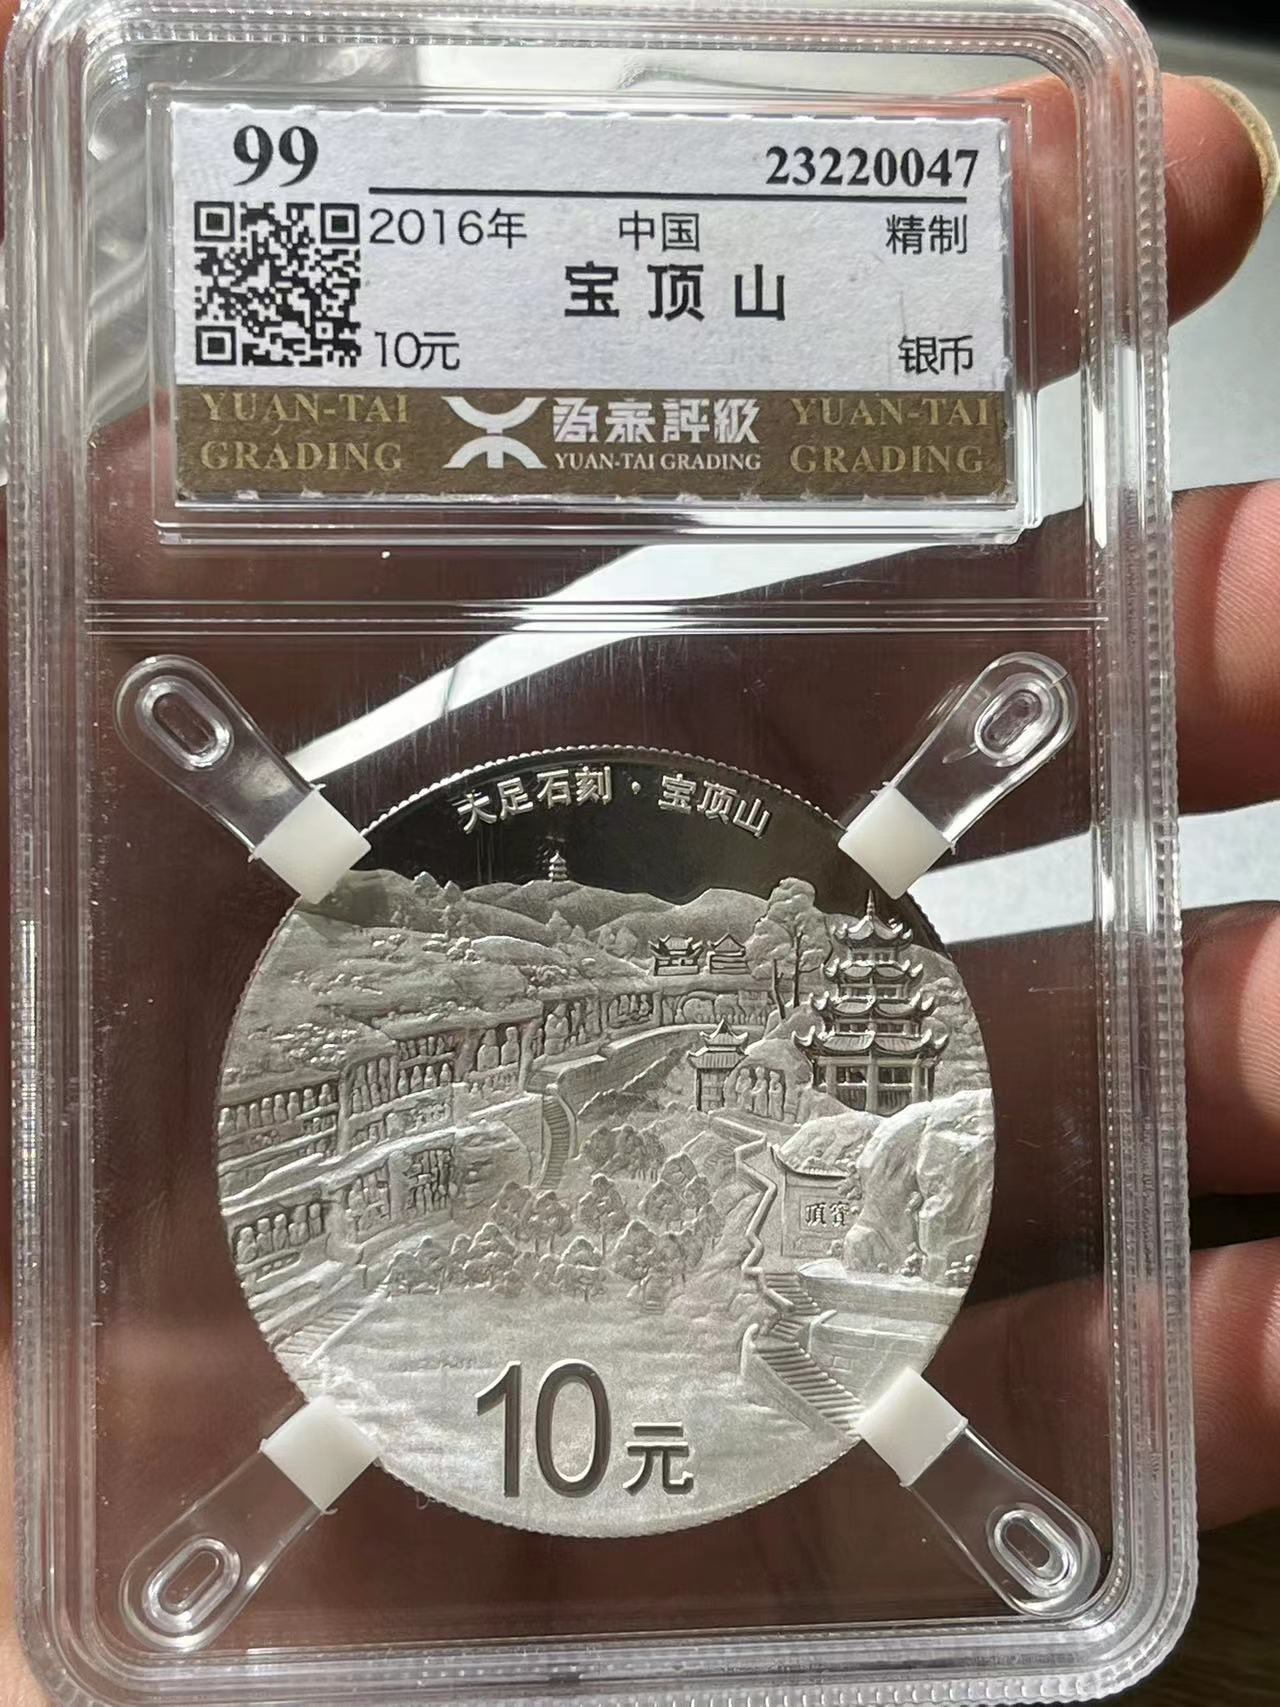 99
23220047
2016年 中国 精制
宝顶山
10元 银币
YUAN-TAI GRADING
源泰評級
YUAN-TAI GRADING
YUAN-TAI GRADING
大足石刻·宝顶山
頂寳
10元